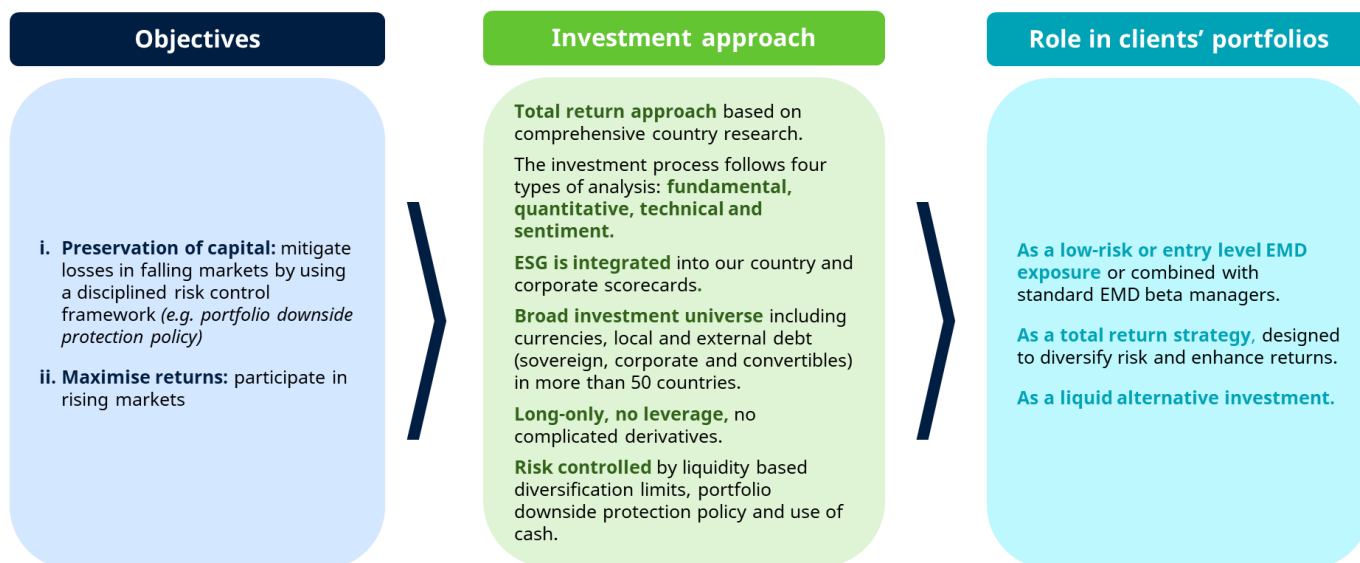 Objectives
i. Preservation of capital: mitigate
losses in falling markets by using
a disciplined risk control
framework (e.g. portfolio downside
protection policy)
ii. Maximise returns: participate in
rising markets
Investment approach
Total return approach based on
comprehensive country research.
The investment process follows four
types of analysis: fundamental,
quantitative, technical and
sentiment.
ESG is integrated into our country and
corporate scorecards.
Broad investment universe including
currencies, local and external debt
(sovereign, corporate and convertibles)
in more than 50 countries.
Long-only, no leverage, no
complicated derivatives.
Risk controlled by liquidity based
diversification limits, portfolio
downside protection policy and use of
cash.
Role in clients’ portfolios
As a low-risk or entry level EMD
exposure or combined with
standard EMD beta managers.
As a total return strategy, designed
to diversify risk and enhance returns.
As a liquid alternative investment.